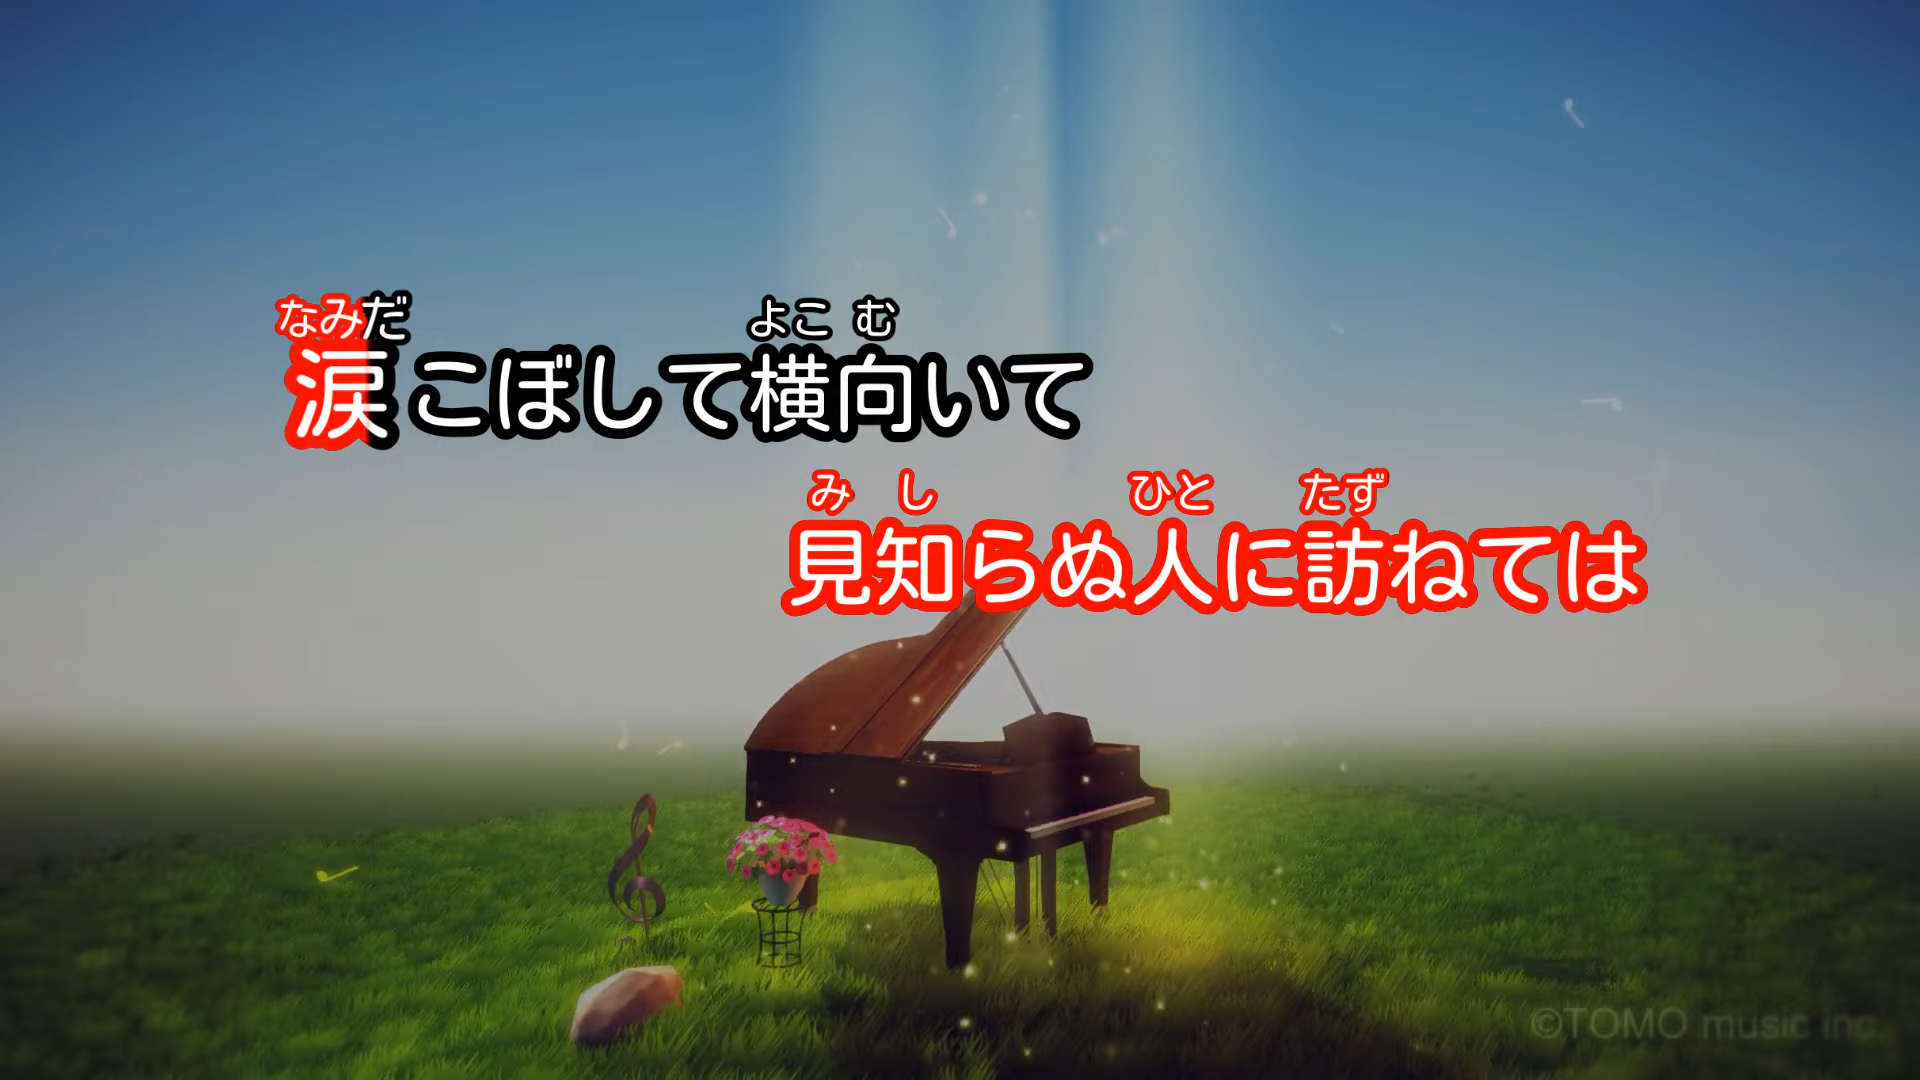 なみだ よこ む
涙こぼして横向いて
み し ひと たず
見知らぬ人に訪ねては
©TOMO music inc